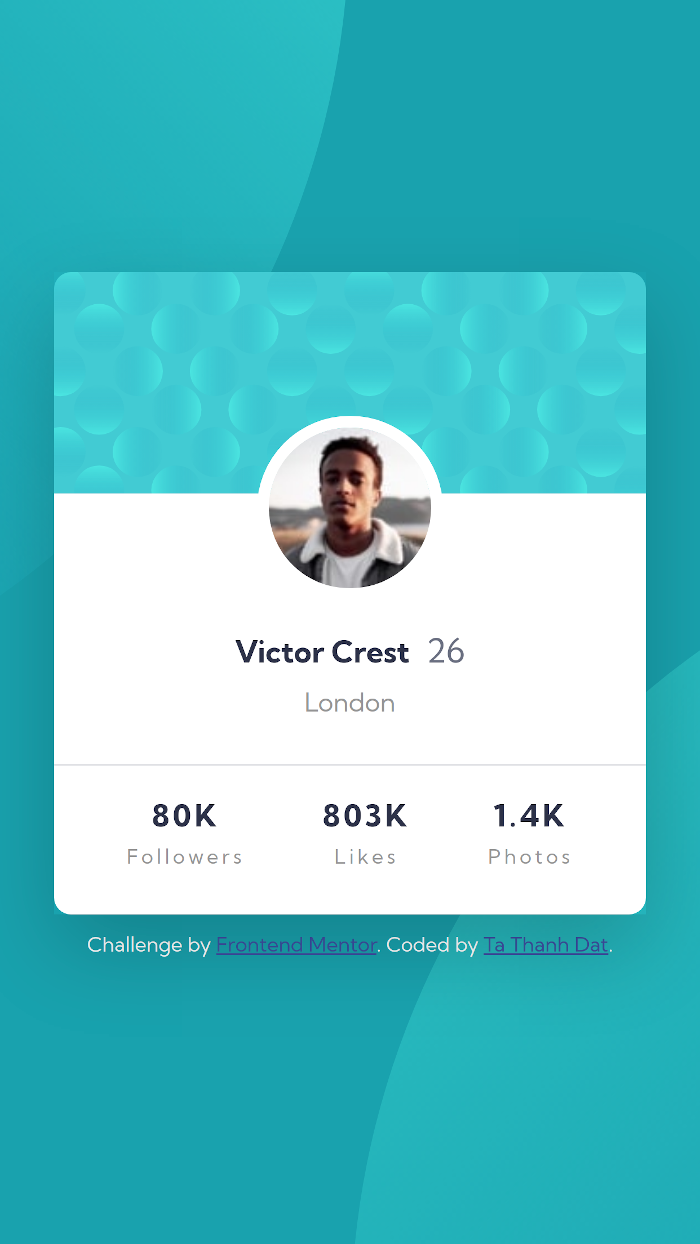 Victor Crest 26
London
80K 803K 1.4K
Followers Likes Photos
Challenge by Frontend Mentor. Coded by Ta Thanh Dat.